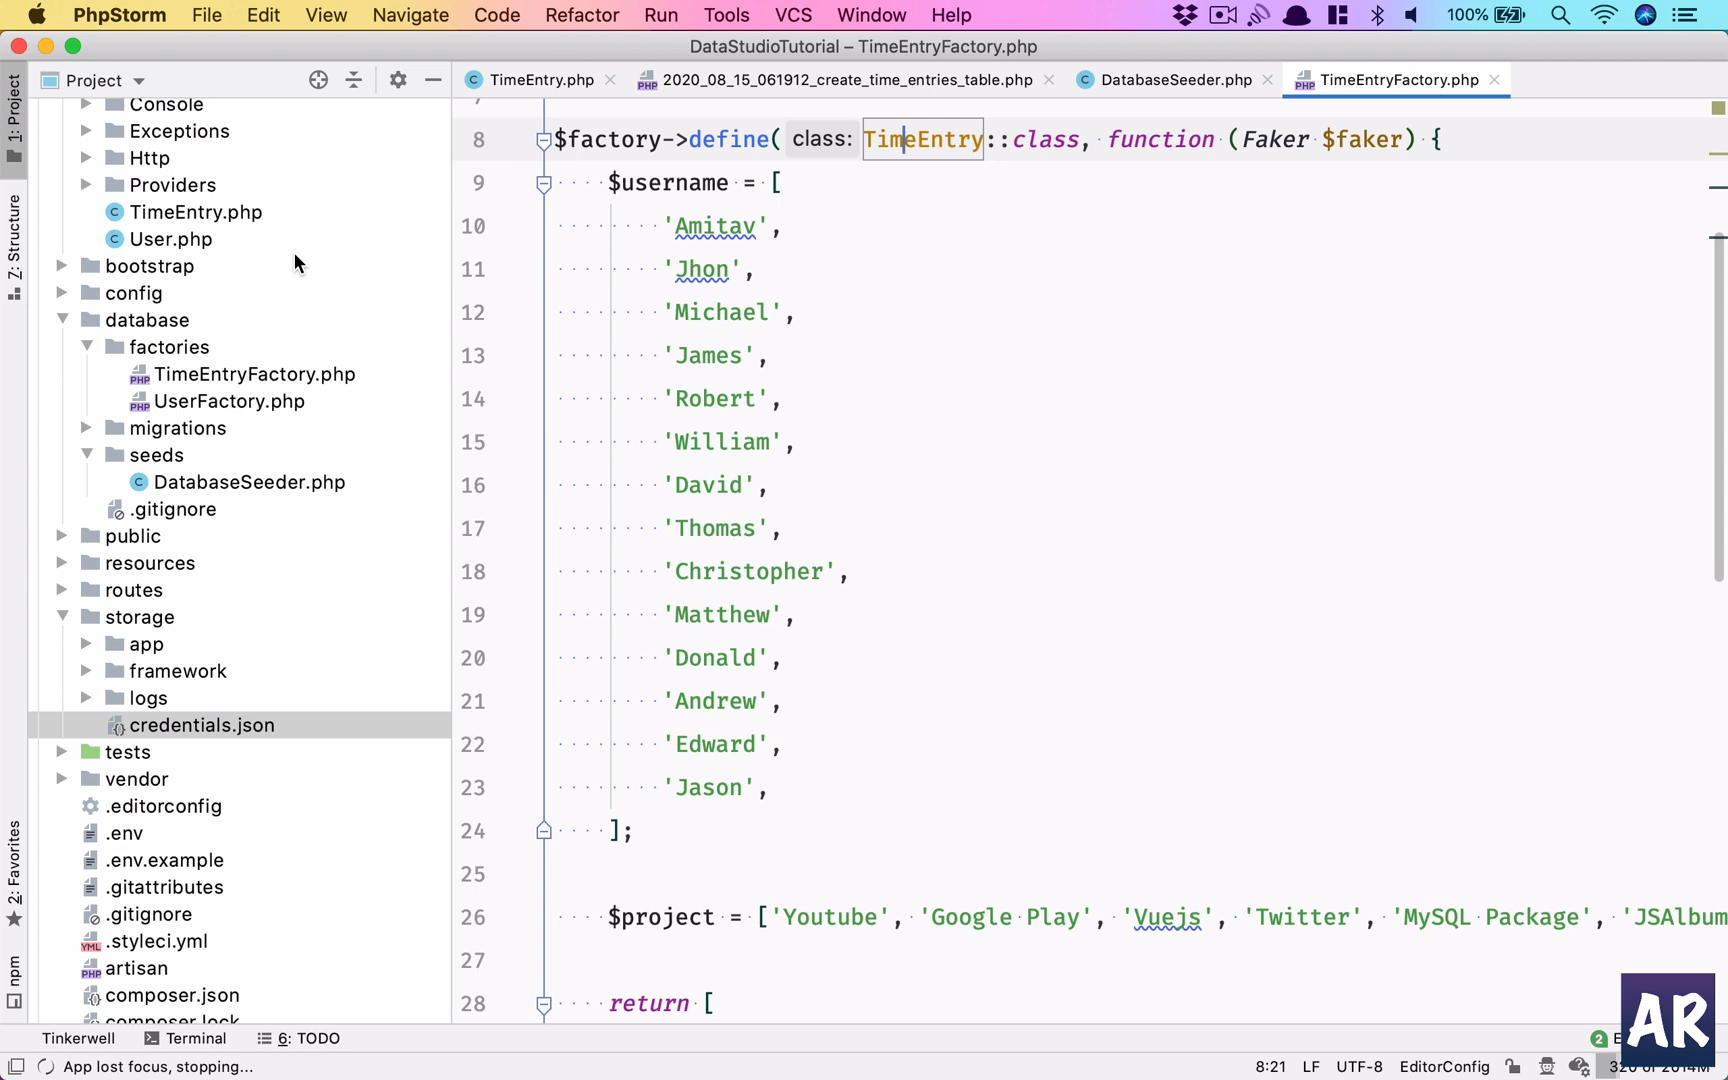 PhpStorm File Edit View Navigate Code Refactor Run Tools VCS Window Help 100%
DataStudioTutorial – TimeEntryFactory.php
1: Project
7: Structure
2: Favorites
npm
Project
Console
Exceptions
Http
Providers
TimeEntry.php
User.php
bootstrap
config
database
factories
TimeEntryFactory.php
UserFactory.php
migrations
seeds
DatabaseSeeder.php
.gitignore
public
resources
routes
storage
app
framework
logs
credentials.json
tests
vendor
.editorconfig
.env
.env.example
.gitattributes
.gitignore
.styleci.yml
artisan
composer.json
composer.lock
TimeEntry.php 2020_08_15_061912_create_time_entries_table.php DatabaseSeeder.php TimeEntryFactory.php
8 $factory->define( class: TimeEntry::class, function (Faker $faker) {
9 $username = [
10 'Amitav',
11 'Jhon',
12 'Michael',
13 'James',
14 'Robert',
15 'William',
16 'David',
17 'Thomas',
18 'Christopher',
19 'Matthew',
20 'Donald',
21 'Andrew',
22 'Edward',
23 'Jason',
24 ];
25
26 $project = ['Youtube', 'Google Play', 'Vuejs', 'Twitter', 'MySQL Package', 'JSAlbum
27
28 return [
Tinkerwell Terminal 6: TODO 2
App lost focus, stopping... 8:21 LF UTF-8 EditorConfig
AR